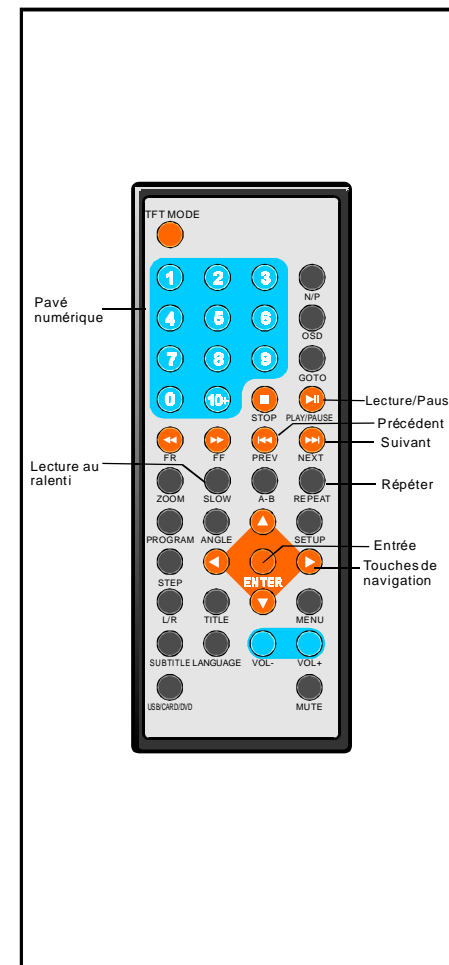 TFT MODE
1 2 3
N/P
Pavé
numérique
4 5 6
OSD
7 8 9
GOTO
0 10+
STOP PLAY/PAUSE
Lecture/Paus
Précédent
FR FF PREV NEXT
Suivant
Lecture au
ralenti
ZOOM SLOW A-B REPEAT
Répéter
PROGRAM ANGLE SETUP
Entrée
STEP ENTER
Touches de
navigation
L/R TITLE MENU
SUBTITLE LANGUAGE VOL- VOL+
USB/CARD/DVD MUTE